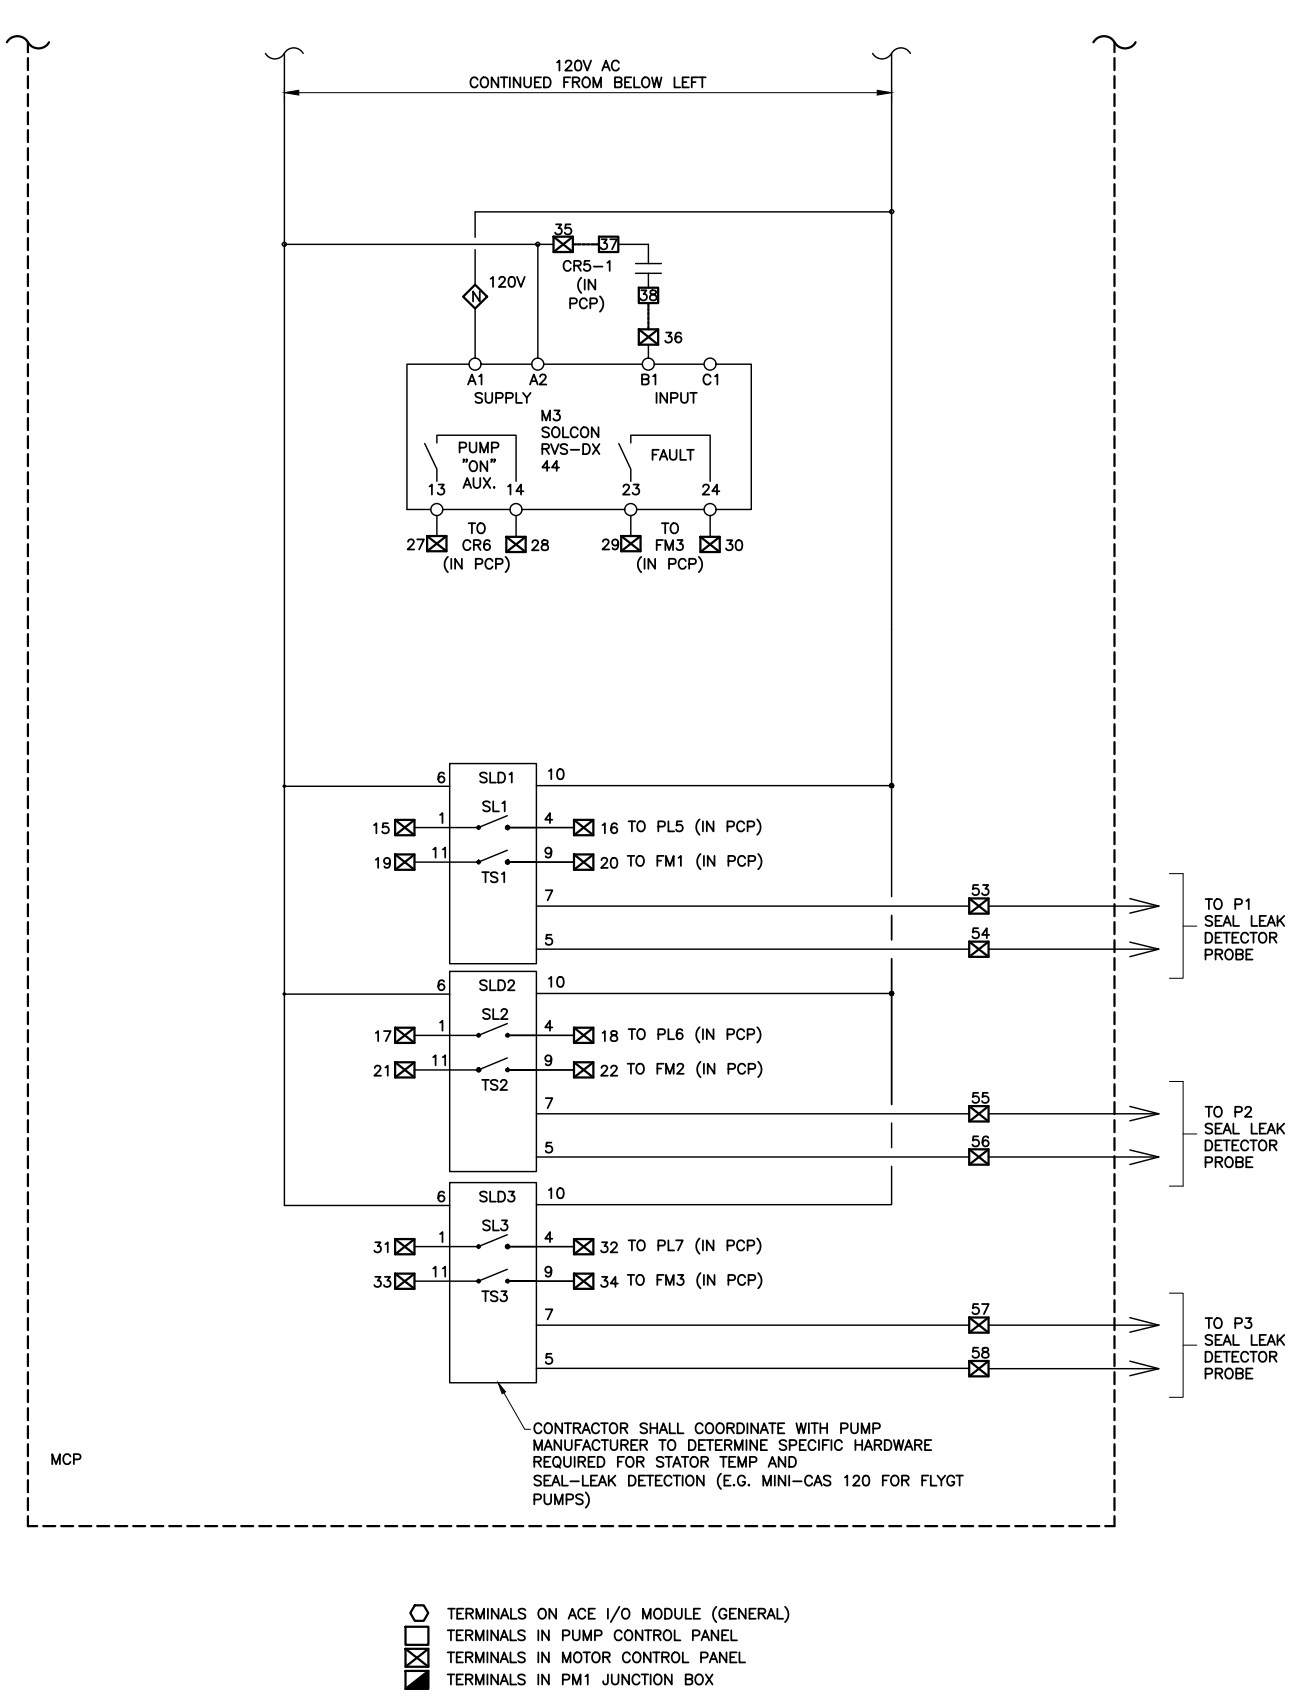 120V AC
CONTINUED FROM BELOW LEFT
35
37
CR5-1
(IN
PCP)
120V
N
38
36
A1
A2
B1
C1
SUPPLY
INPUT
M3
SOLCON
RVS-DX
44
PUMP
"ON"
AUX.
FAULT
13
14
23
24
27
TO
CR6
(IN PCP)
28
29
TO
FM3
(IN PCP)
30
6
SLD1
10
SL1
15
1
4
16 TO PL5 (IN PCP)
19
11
9
20 TO FM1 (IN PCP)
TS1
7
53
5
54
TO P1
SEAL LEAK
DETECTOR
PROBE
6
SLD2
10
SL2
17
1
4
18 TO PL6 (IN PCP)
21
11
9
22 TO FM2 (IN PCP)
TS2
7
55
5
56
TO P2
SEAL LEAK
DETECTOR
PROBE
6
SLD3
10
SL3
31
1
4
32 TO PL7 (IN PCP)
33
11
9
34 TO FM3 (IN PCP)
TS3
7
57
5
58
TO P3
SEAL LEAK
DETECTOR
PROBE
CONTRACTOR SHALL COORDINATE WITH PUMP
MANUFACTURER TO DETERMINE SPECIFIC HARDWARE
REQUIRED FOR STATOR TEMP AND
SEAL-LEAK DETECTION (E.G. MINI-CAS 120 FOR FLYGT
PUMPS)
MCP
TERMINALS ON ACE I/O MODULE (GENERAL)
TERMINALS IN PUMP CONTROL PANEL
TERMINALS IN MOTOR CONTROL PANEL
TERMINALS IN PM1 JUNCTION BOX